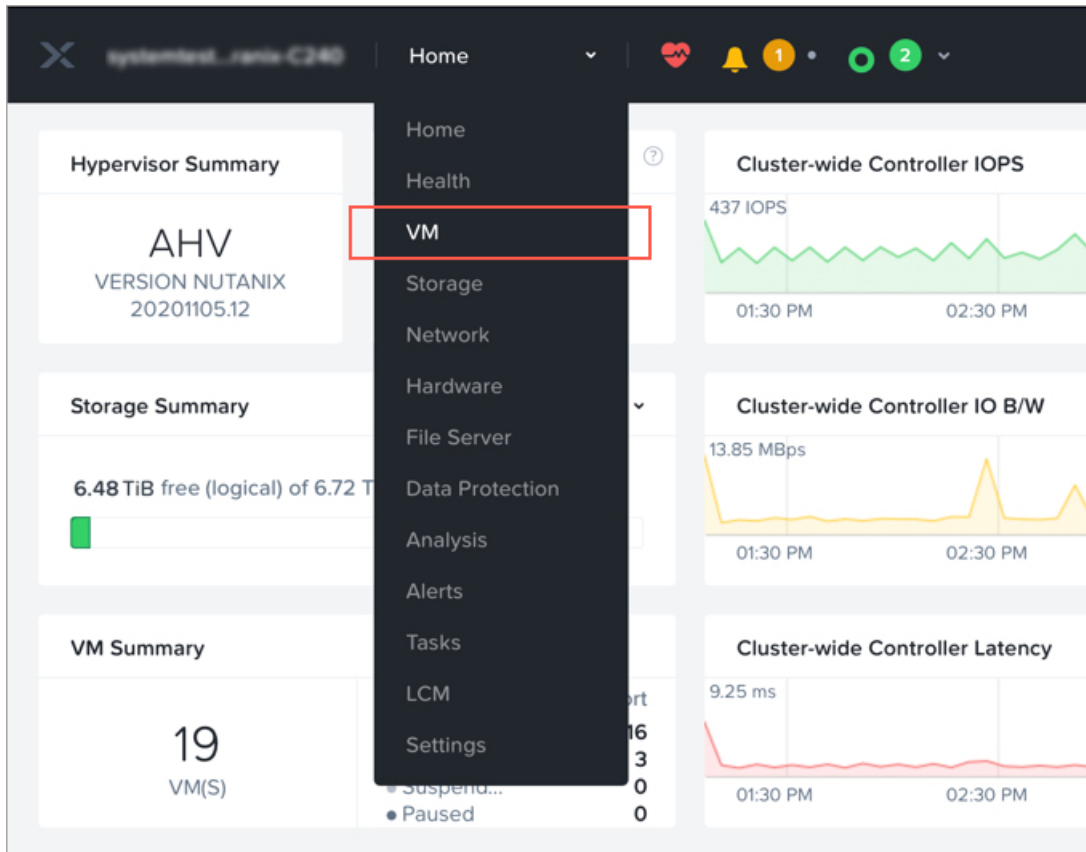 Home
1
2
Home
Health
VM
Storage
Network
Hardware
File Server
Data Protection
Analysis
Alerts
Tasks
LCM
Settings
Hypervisor Summary
AHV
VERSION NUTANIX
20201105.12
?
Cluster-wide Controller IOPS
437 IOPS
01:30 PM 02:30 PM
Storage Summary
6.48 TiB free (logical) of 6.72 T
Cluster-wide Controller IO B/W
13.85 MBps
01:30 PM 02:30 PM
VM Summary
19
VM(S)
16
3
0
Paused 0
Cluster-wide Controller Latency
9.25 ms
01:30 PM 02:30 PM